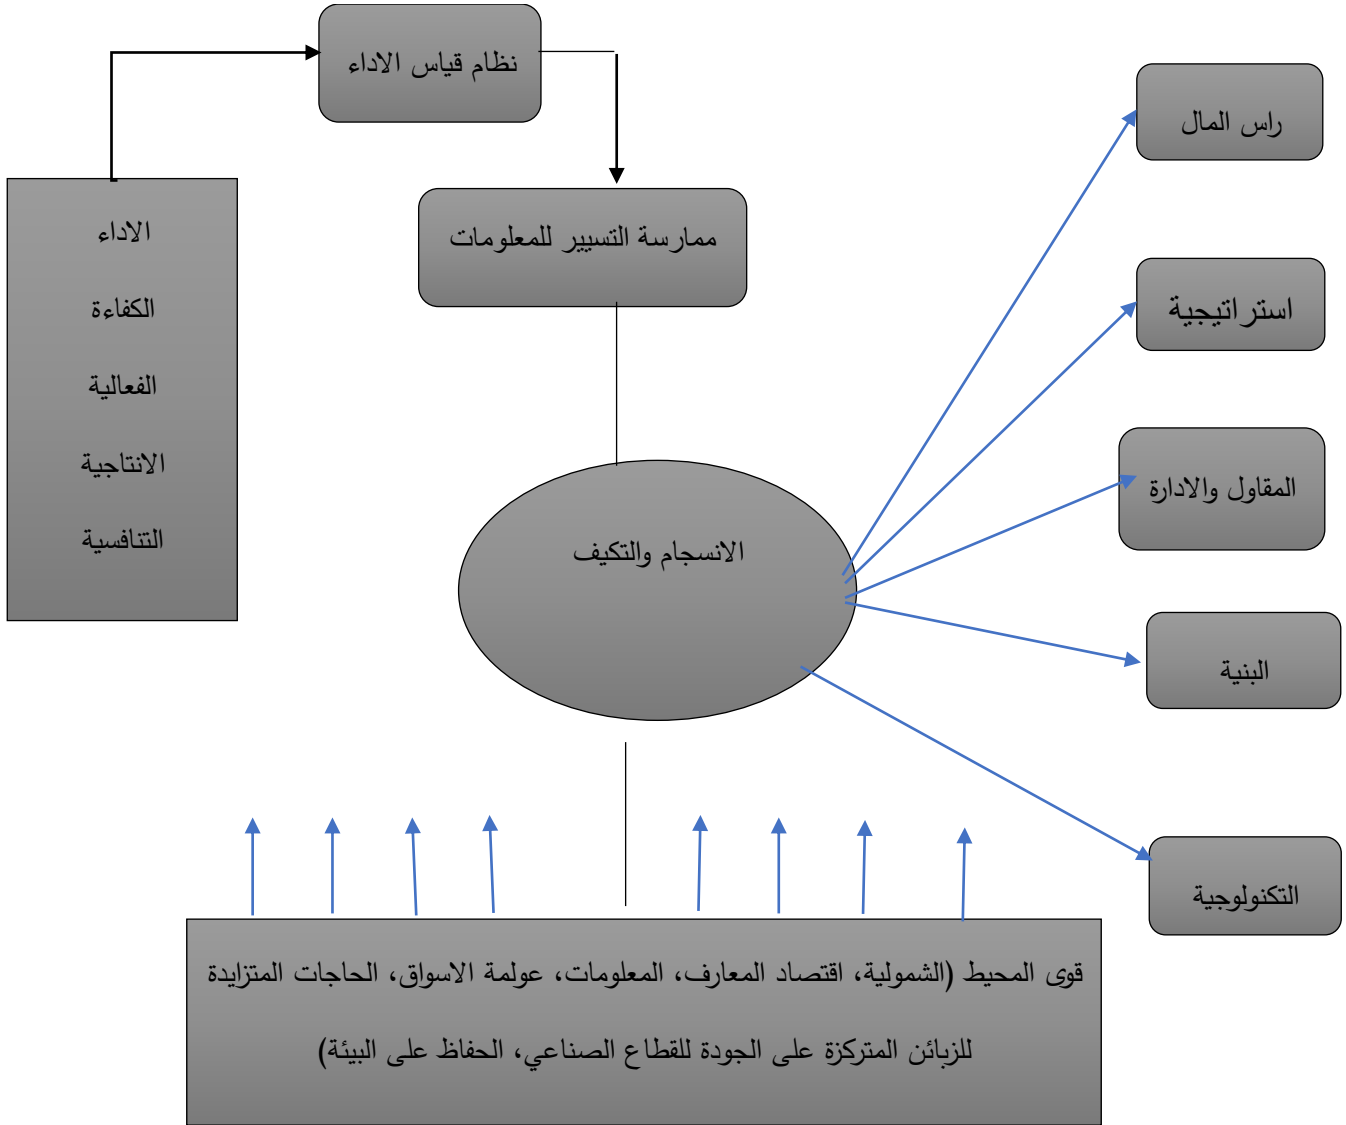 نظام قياس الاداء
راس المال
الاداء
ممارسة التسيير للمعلومات
الكفاءة
استراتيجية
الفعالية
الانتاجية
المقاول والادارة
التنافسية
الانسجام والتكيف
البنية
التكنولوجية
قوى المحيط (الشمولية، اقتصاد المعارف، المعلومات، عولمة الاسواق، الحاجات المتزايدة
للزبائن المتركزة على الجودة للقطاع الصناعي، الحفاظ على البيئة)